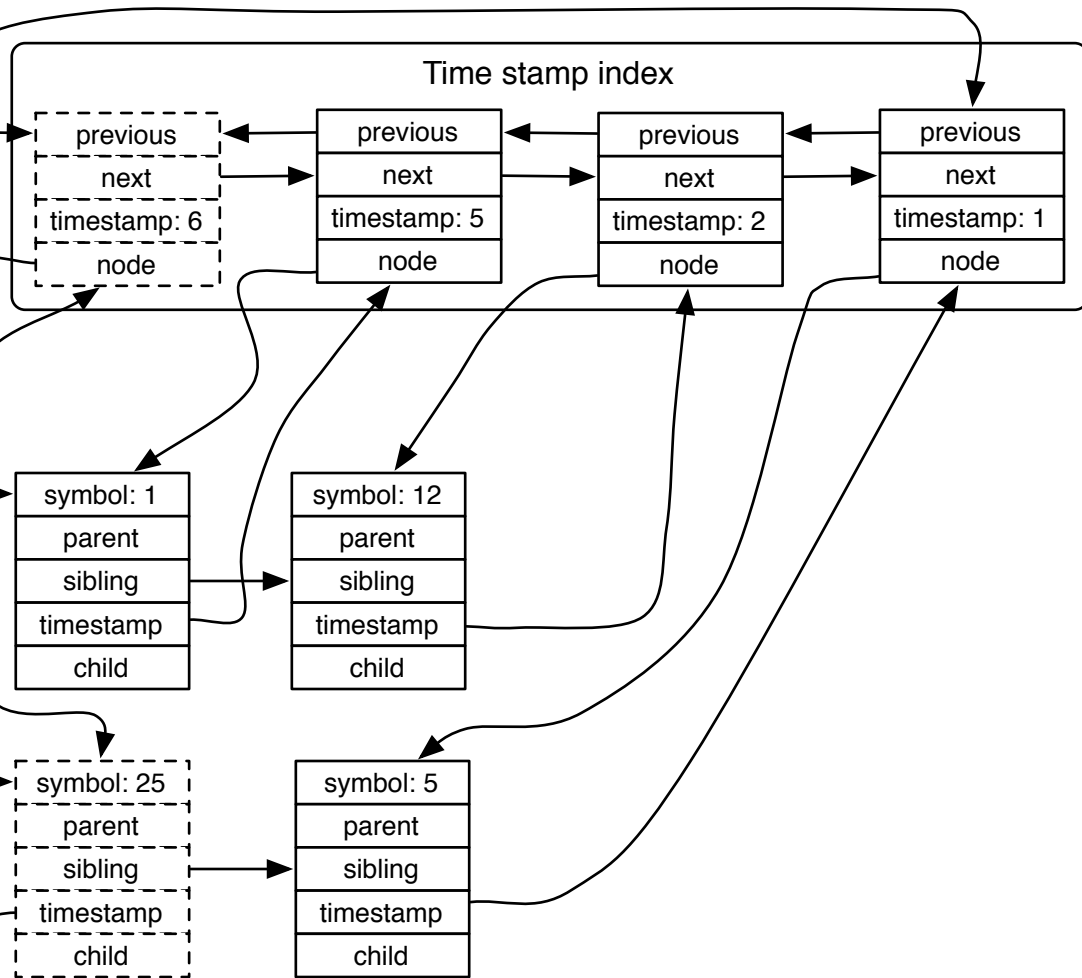 Time stamp index
previous
next
timestamp: 6
node
previous
next
timestamp: 5
node
previous
next
timestamp: 2
node
previous
next
timestamp: 1
node
symbol: 1
parent
sibling
timestamp
child
symbol: 12
parent
sibling
timestamp
child
symbol: 25
parent
sibling
timestamp
child
symbol: 5
parent
sibling
timestamp
child